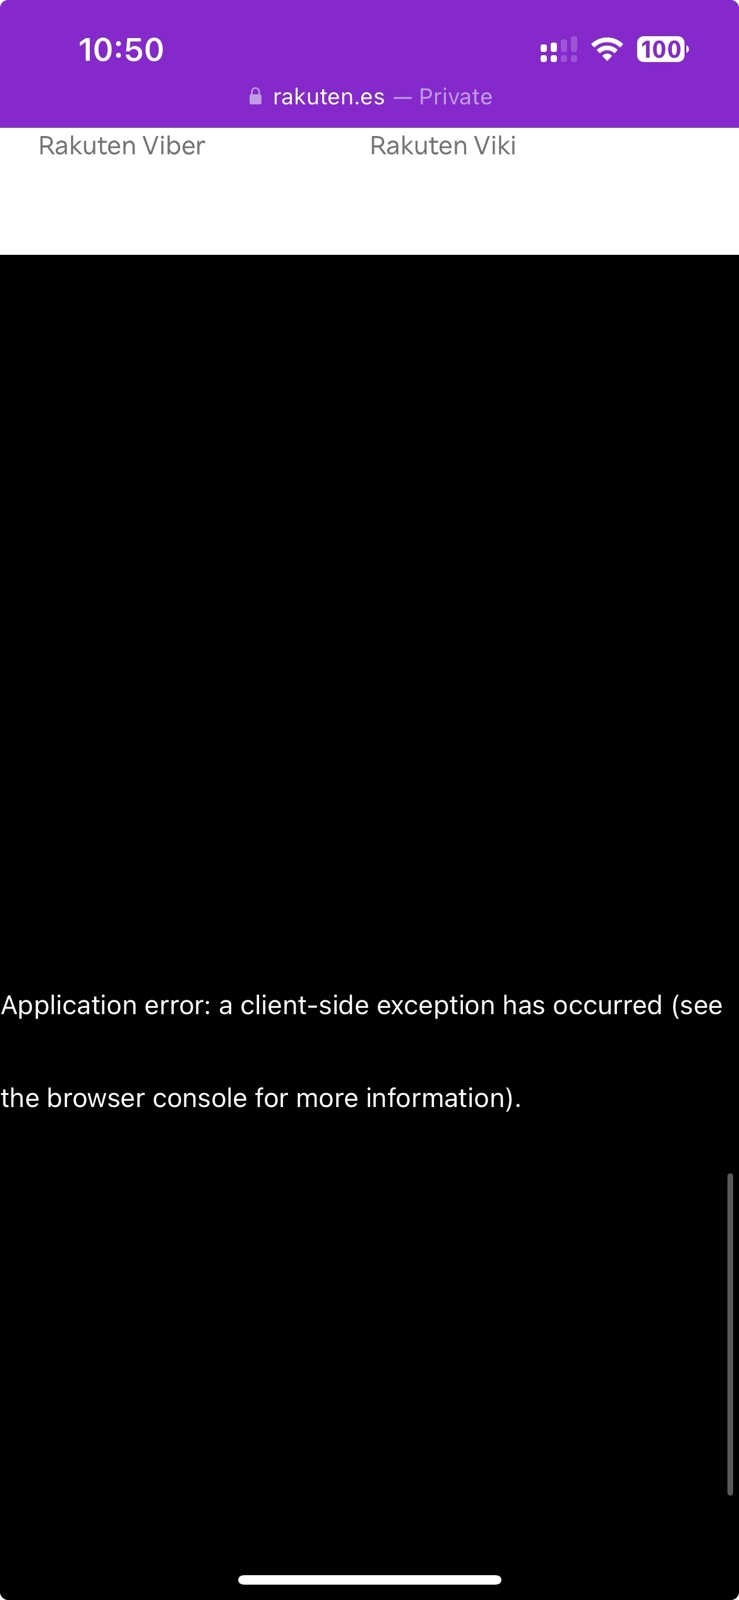 10:50
100
rakuten.es — Private
Rakuten Viber Rakuten Viki
Application error: a client-side exception has occurred (see
the browser console for more information).